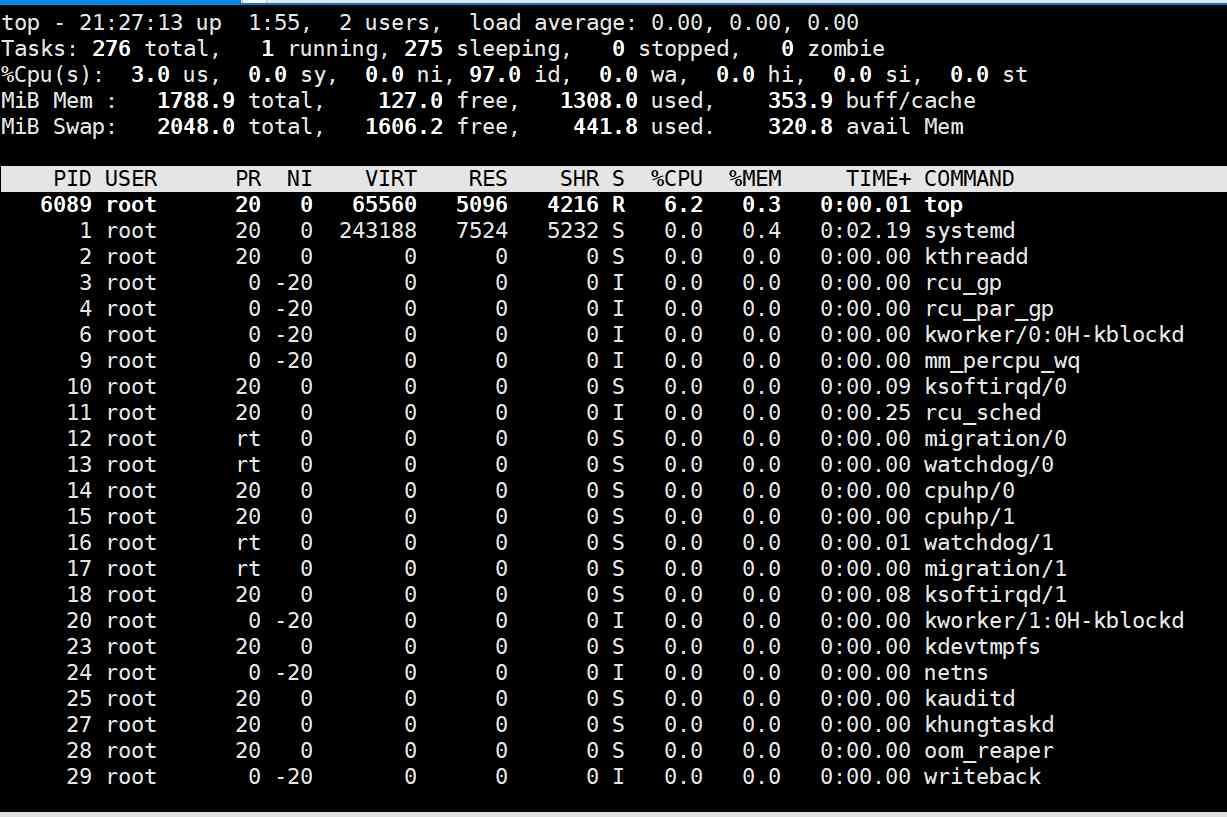 top - 21:27:13 up  1:55,  2 users,  load average: 0.00, 0.00, 0.00
Tasks: 276 total,   1 running, 275 sleeping,   0 stopped,   0 zombie
%Cpu(s):  3.0 us,  0.0 sy,  0.0 ni, 97.0 id,  0.0 wa,  0.0 hi,  0.0 si,  0.0 st
MiB Mem :   1788.9 total,    127.0 free,   1308.0 used,    353.9 buff/cache
MiB Swap:   2048.0 total,   1606.2 free,    441.8 used.    320.8 avail Mem
    PID USER      PR  NI    VIRT    RES    SHR S  %CPU  %MEM     TIME+ COMMAND
   6089 root      20   0   65560   5096   4216 R   6.2   0.3   0:00.01 top
      1 root      20   0  243188   7524   5232 S   0.0   0.4   0:02.19 systemd
      2 root      20   0       0      0      0 S   0.0   0.0   0:00.00 kthreadd
      3 root       0 -20       0      0      0 I   0.0   0.0   0:00.00 rcu_gp
      4 root       0 -20       0      0      0 I   0.0   0.0   0:00.00 rcu_par_gp
      6 root       0 -20       0      0      0 I   0.0   0.0   0:00.00 kworker/0:0H-kblockd
      9 root       0 -20       0      0      0 I   0.0   0.0   0:00.00 mm_percpu_wq
     10 root      20   0       0      0      0 S   0.0   0.0   0:00.09 ksoftirqd/0
     11 root      20   0       0      0      0 I   0.0   0.0   0:00.25 rcu_sched
     12 root      rt   0       0      0      0 S   0.0   0.0   0:00.00 migration/0
     13 root      rt   0       0      0      0 S   0.0   0.0   0:00.00 watchdog/0
     14 root      20   0       0      0      0 S   0.0   0.0   0:00.00 cpuhp/0
     15 root      20   0       0      0      0 S   0.0   0.0   0:00.00 cpuhp/1
     16 root      rt   0       0      0      0 S   0.0   0.0   0:00.01 watchdog/1
     17 root      rt   0       0      0      0 S   0.0   0.0   0:00.00 migration/1
     18 root      20   0       0      0      0 S   0.0   0.0   0:00.08 ksoftirqd/1
     20 root       0 -20       0      0      0 I   0.0   0.0   0:00.00 kworker/1:0H-kblockd
     23 root      20   0       0      0      0 S   0.0   0.0   0:00.00 kdevtmpfs
     24 root       0 -20       0      0      0 I   0.0   0.0   0:00.00 netns
     25 root      20   0       0      0      0 S   0.0   0.0   0:00.00 kauditd
     27 root      20   0       0      0      0 S   0.0   0.0   0:00.00 khungtaskd
     28 root      20   0       0      0      0 S   0.0   0.0   0:00.00 oom_reaper
     29 root       0 -20       0      0      0 I   0.0   0.0   0:00.00 writeback